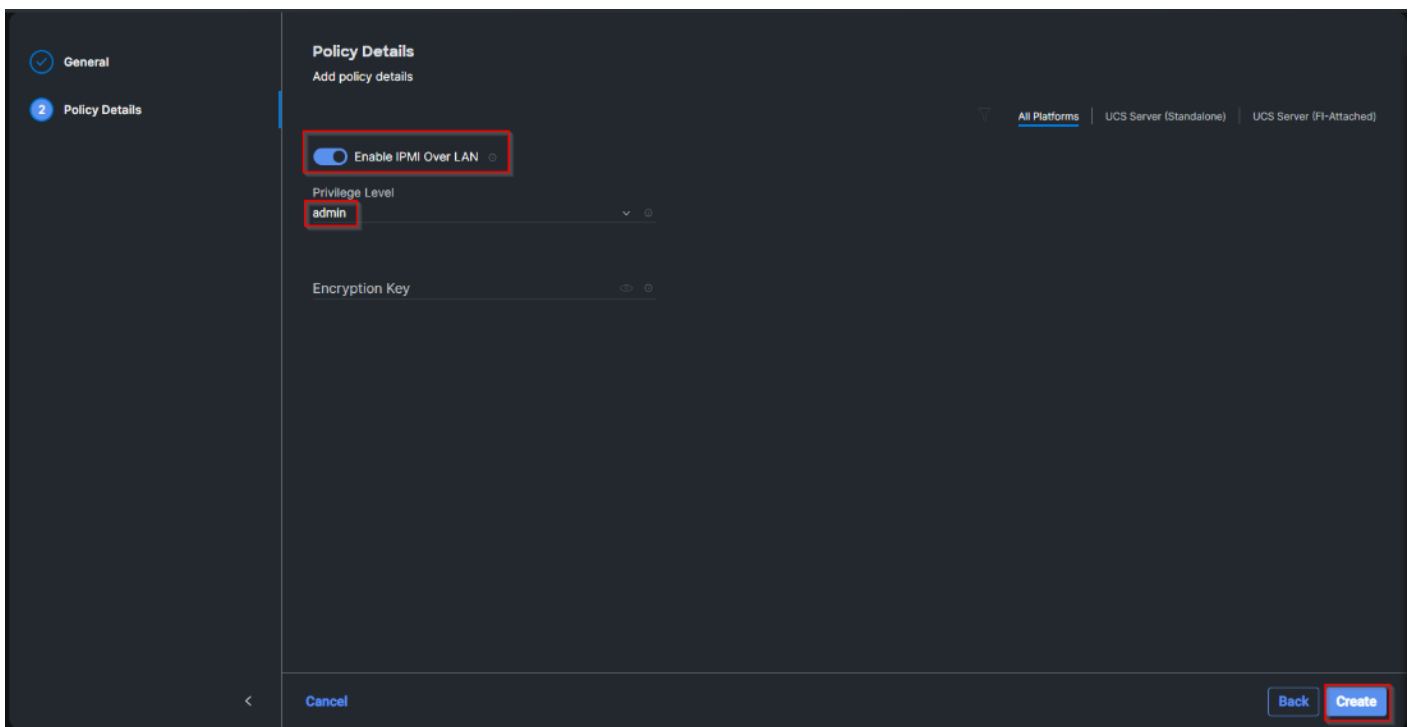 General
2 Policy Details
Policy Details
Add policy details
All Platforms UCS Server (Standalone) UCS Server (FI-Attached)
Enable IPMI Over LAN
Privilege Level
admin
Encryption Key
Cancel
Back
Create